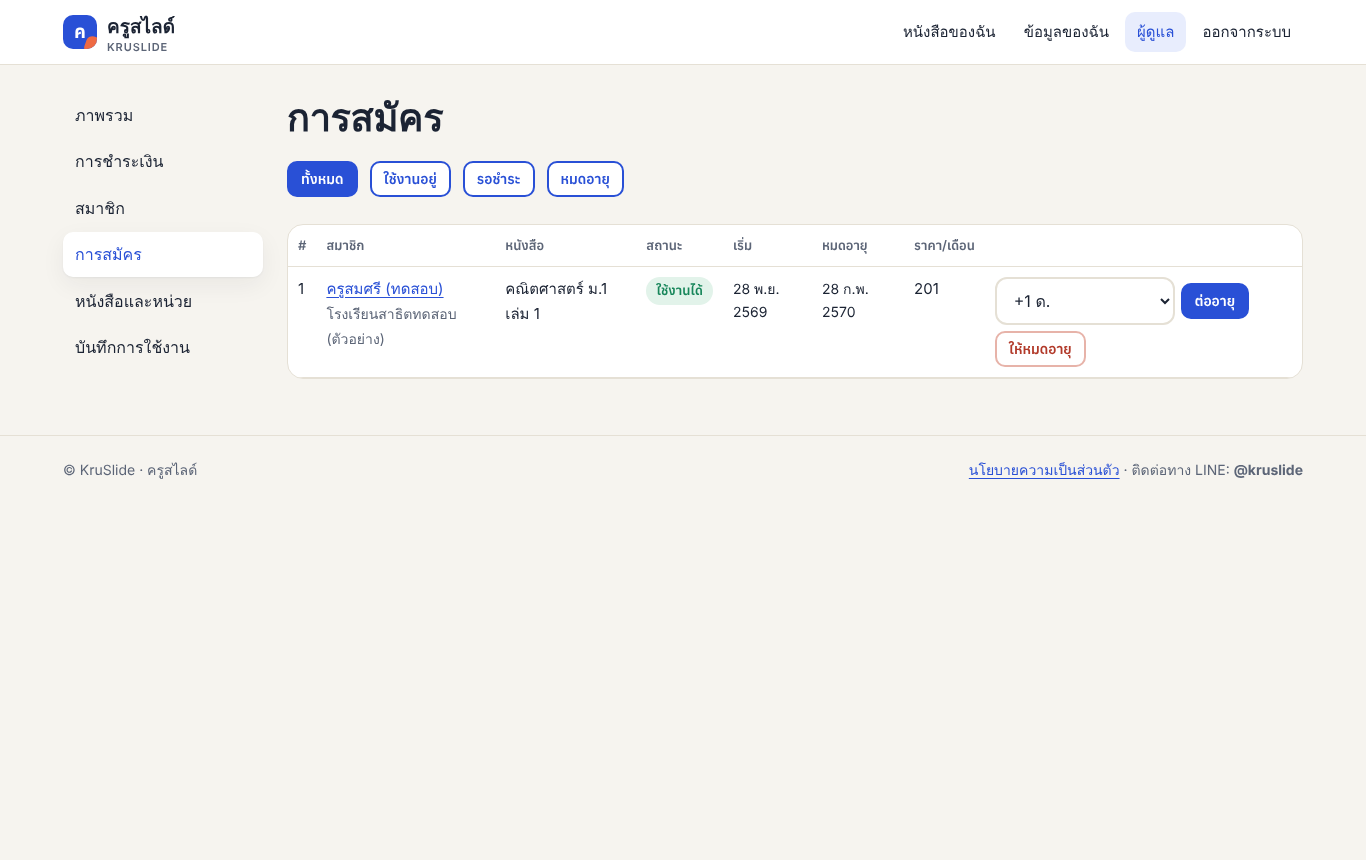 ค ครูสไลด์
KRUSLIDE
หนังสือของฉัน ข้อมูลของฉัน ผู้ดูแล ออกจากระบบ
ภาพรวม
การชำระเงิน
สมาชิก
การสมัคร
หนังสือและหน่วย
บันทึกการใช้งาน
การสมัคร
ทั้งหมด ใช้งานอยู่ รอชำระ หมดอายุ
# สมาชิก หนังสือ สถานะ เริ่ม หมดอายุ ราคา/เดือน
1 ครูสมศรี (ทดสอบ) คณิตศาสตร์ ม.1 ใช้งานได้ 28 พ.ย. 28 ก.พ. 201 +1 ด. ต่ออายุ
โรงเรียนสาธิตทดสอบ เล่ม 1 2569 2570
(ตัวอย่าง) ให้หมดอายุ
© KruSlide · ครูสไลด์ นโยบายความเป็นส่วนตัว · ติดต่อทาง LINE: @kruslide